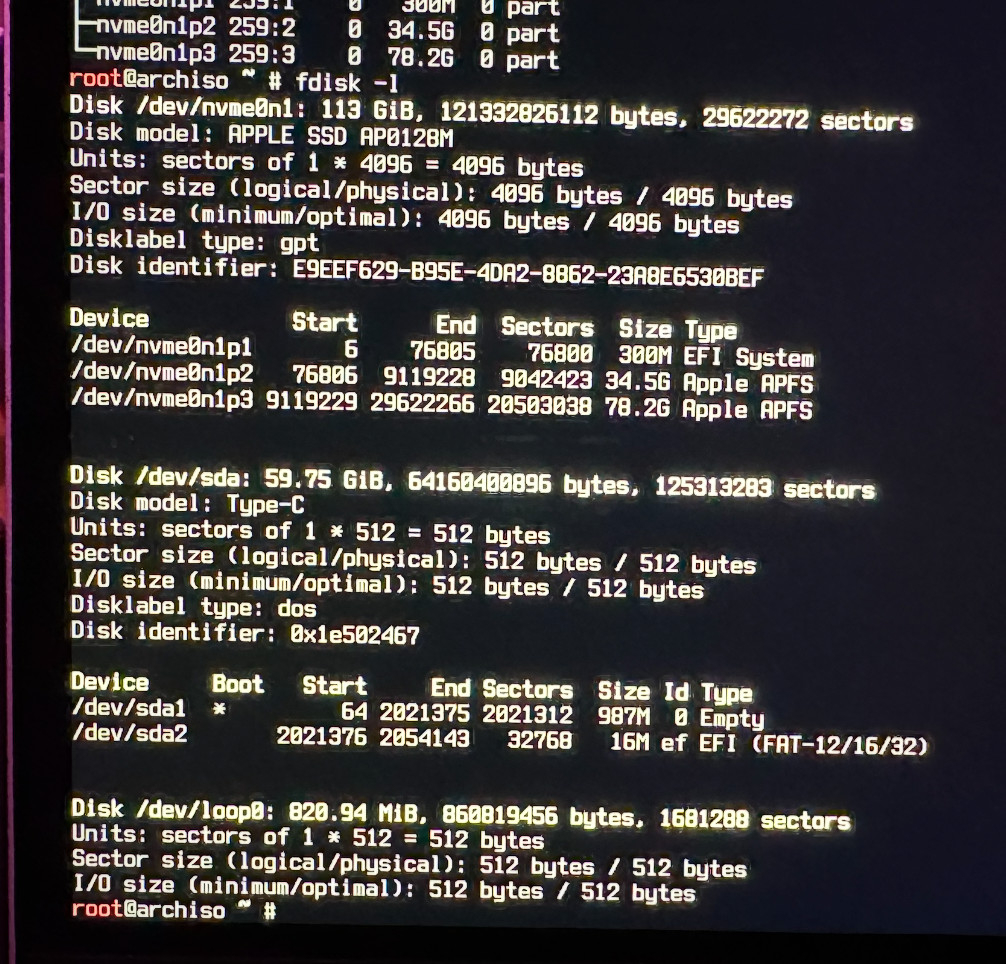 nvme0n1p1 259:1 0 300M 0 part
nvme0n1p2 259:2 0 34.5G 0 part
nvme0n1p3 259:3 0 78.2G 0 part
root@archiso ~ # fdisk -l
Disk /dev/nvme0n1: 113 GiB, 121332826112 bytes, 29622272 sectors
Disk model: APPLE SSD AP0128M
Units: sectors of 1 * 4096 = 4096 bytes
Sector size (logical/physical): 4096 bytes / 4096 bytes
I/O size (minimum/optimal): 4096 bytes / 4096 bytes
Disklabel type: gpt
Disk identifier: E9EEF629-B95E-4DA2-8862-23A8E6530BEF
Device Start End Sectors Size Type
/dev/nvme0n1p1 6 76805 76800 300M EFI System
/dev/nvme0n1p2 76806 9119228 9042423 34.5G Apple APFS
/dev/nvme0n1p3 9119229 29622266 20503038 78.2G Apple APFS
Disk /dev/sda: 59.75 GiB, 64160400896 bytes, 125313283 sectors
Disk model: Type-C
Units: sectors of 1 * 512 = 512 bytes
Sector size (logical/physical): 512 bytes / 512 bytes
I/O size (minimum/optimal): 512 bytes / 512 bytes
Disklabel type: dos
Disk identifier: 0x1e502467
Device Boot Start End Sectors Size Id Type
/dev/sda1 * 64 2021375 2021312 987M 0 Empty
/dev/sda2 2021376 2054143 32768 16M ef EFI (FAT-12/16/32)
Disk /dev/loop0: 820.94 MiB, 860819456 bytes, 1681288 sectors
Units: sectors of 1 * 512 = 512 bytes
Sector size (logical/physical): 512 bytes / 512 bytes
I/O size (minimum/optimal): 512 bytes / 512 bytes
root@archiso ~ #